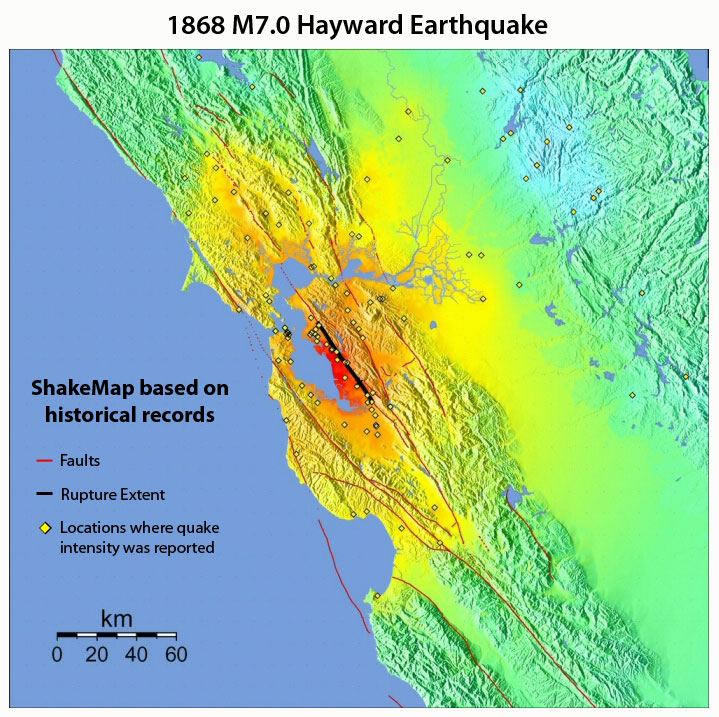 1868 M7.0 Hayward Earthquake
ShakeMap based on
historical records
Faults
Rupture Extent
Locations where quake
intensity was reported
km
0 20 40 60